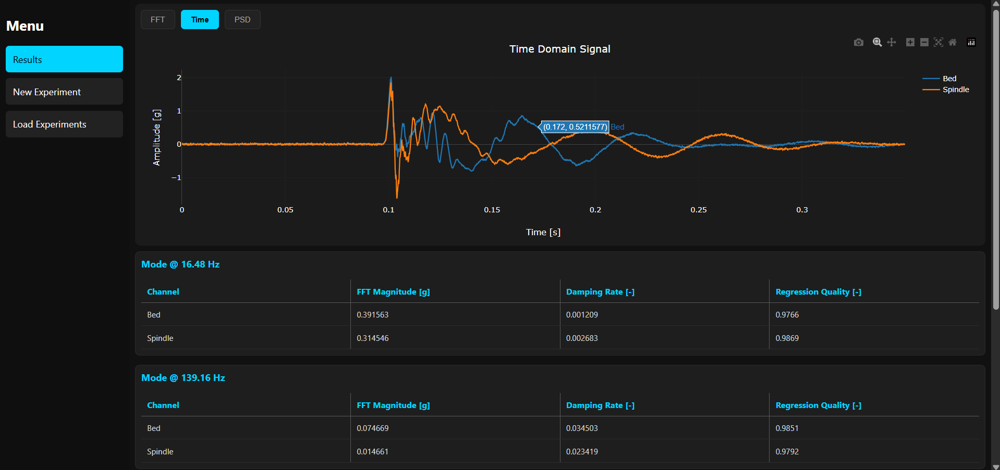 Menu
Results
New Experiment
Load Experiments
FFT Time PSD
Time Domain Signal
Bed
Spindle
Amplitude [g]
2
1
0
−1
(0.172, 0.5211577) Bed
0 0.05 0.1 0.15 0.2 0.25 0.3
Time [s]
Mode @ 16.48 Hz
Channel FFT Magnitude [g] Damping Rate [-] Regression Quality [-]
Bed 0.391563 0.001209 0.9766
Spindle 0.314546 0.002683 0.9869
Mode @ 139.16 Hz
Channel FFT Magnitude [g] Damping Rate [-] Regression Quality [-]
Bed 0.074669 0.034503 0.9851
Spindle 0.014661 0.023419 0.9792